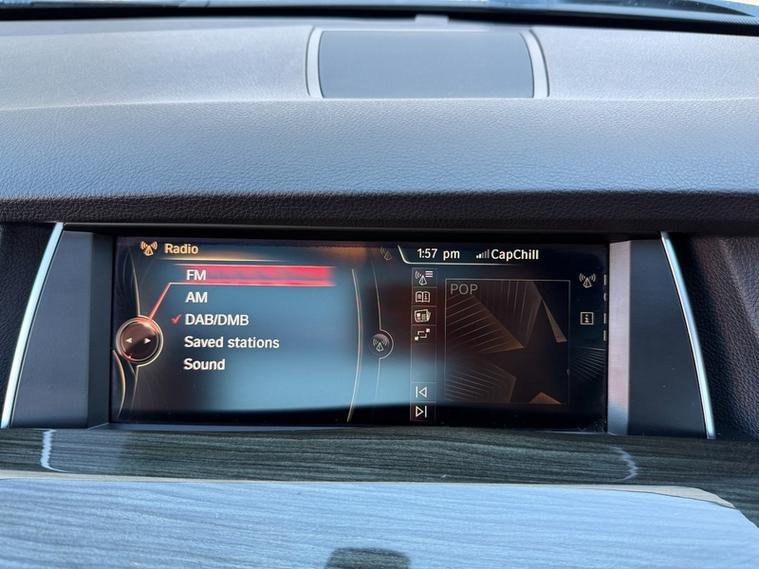 Radio
1:57 pm
CapChill
FM
AM
DAB/DMB
Saved stations
Sound
POP